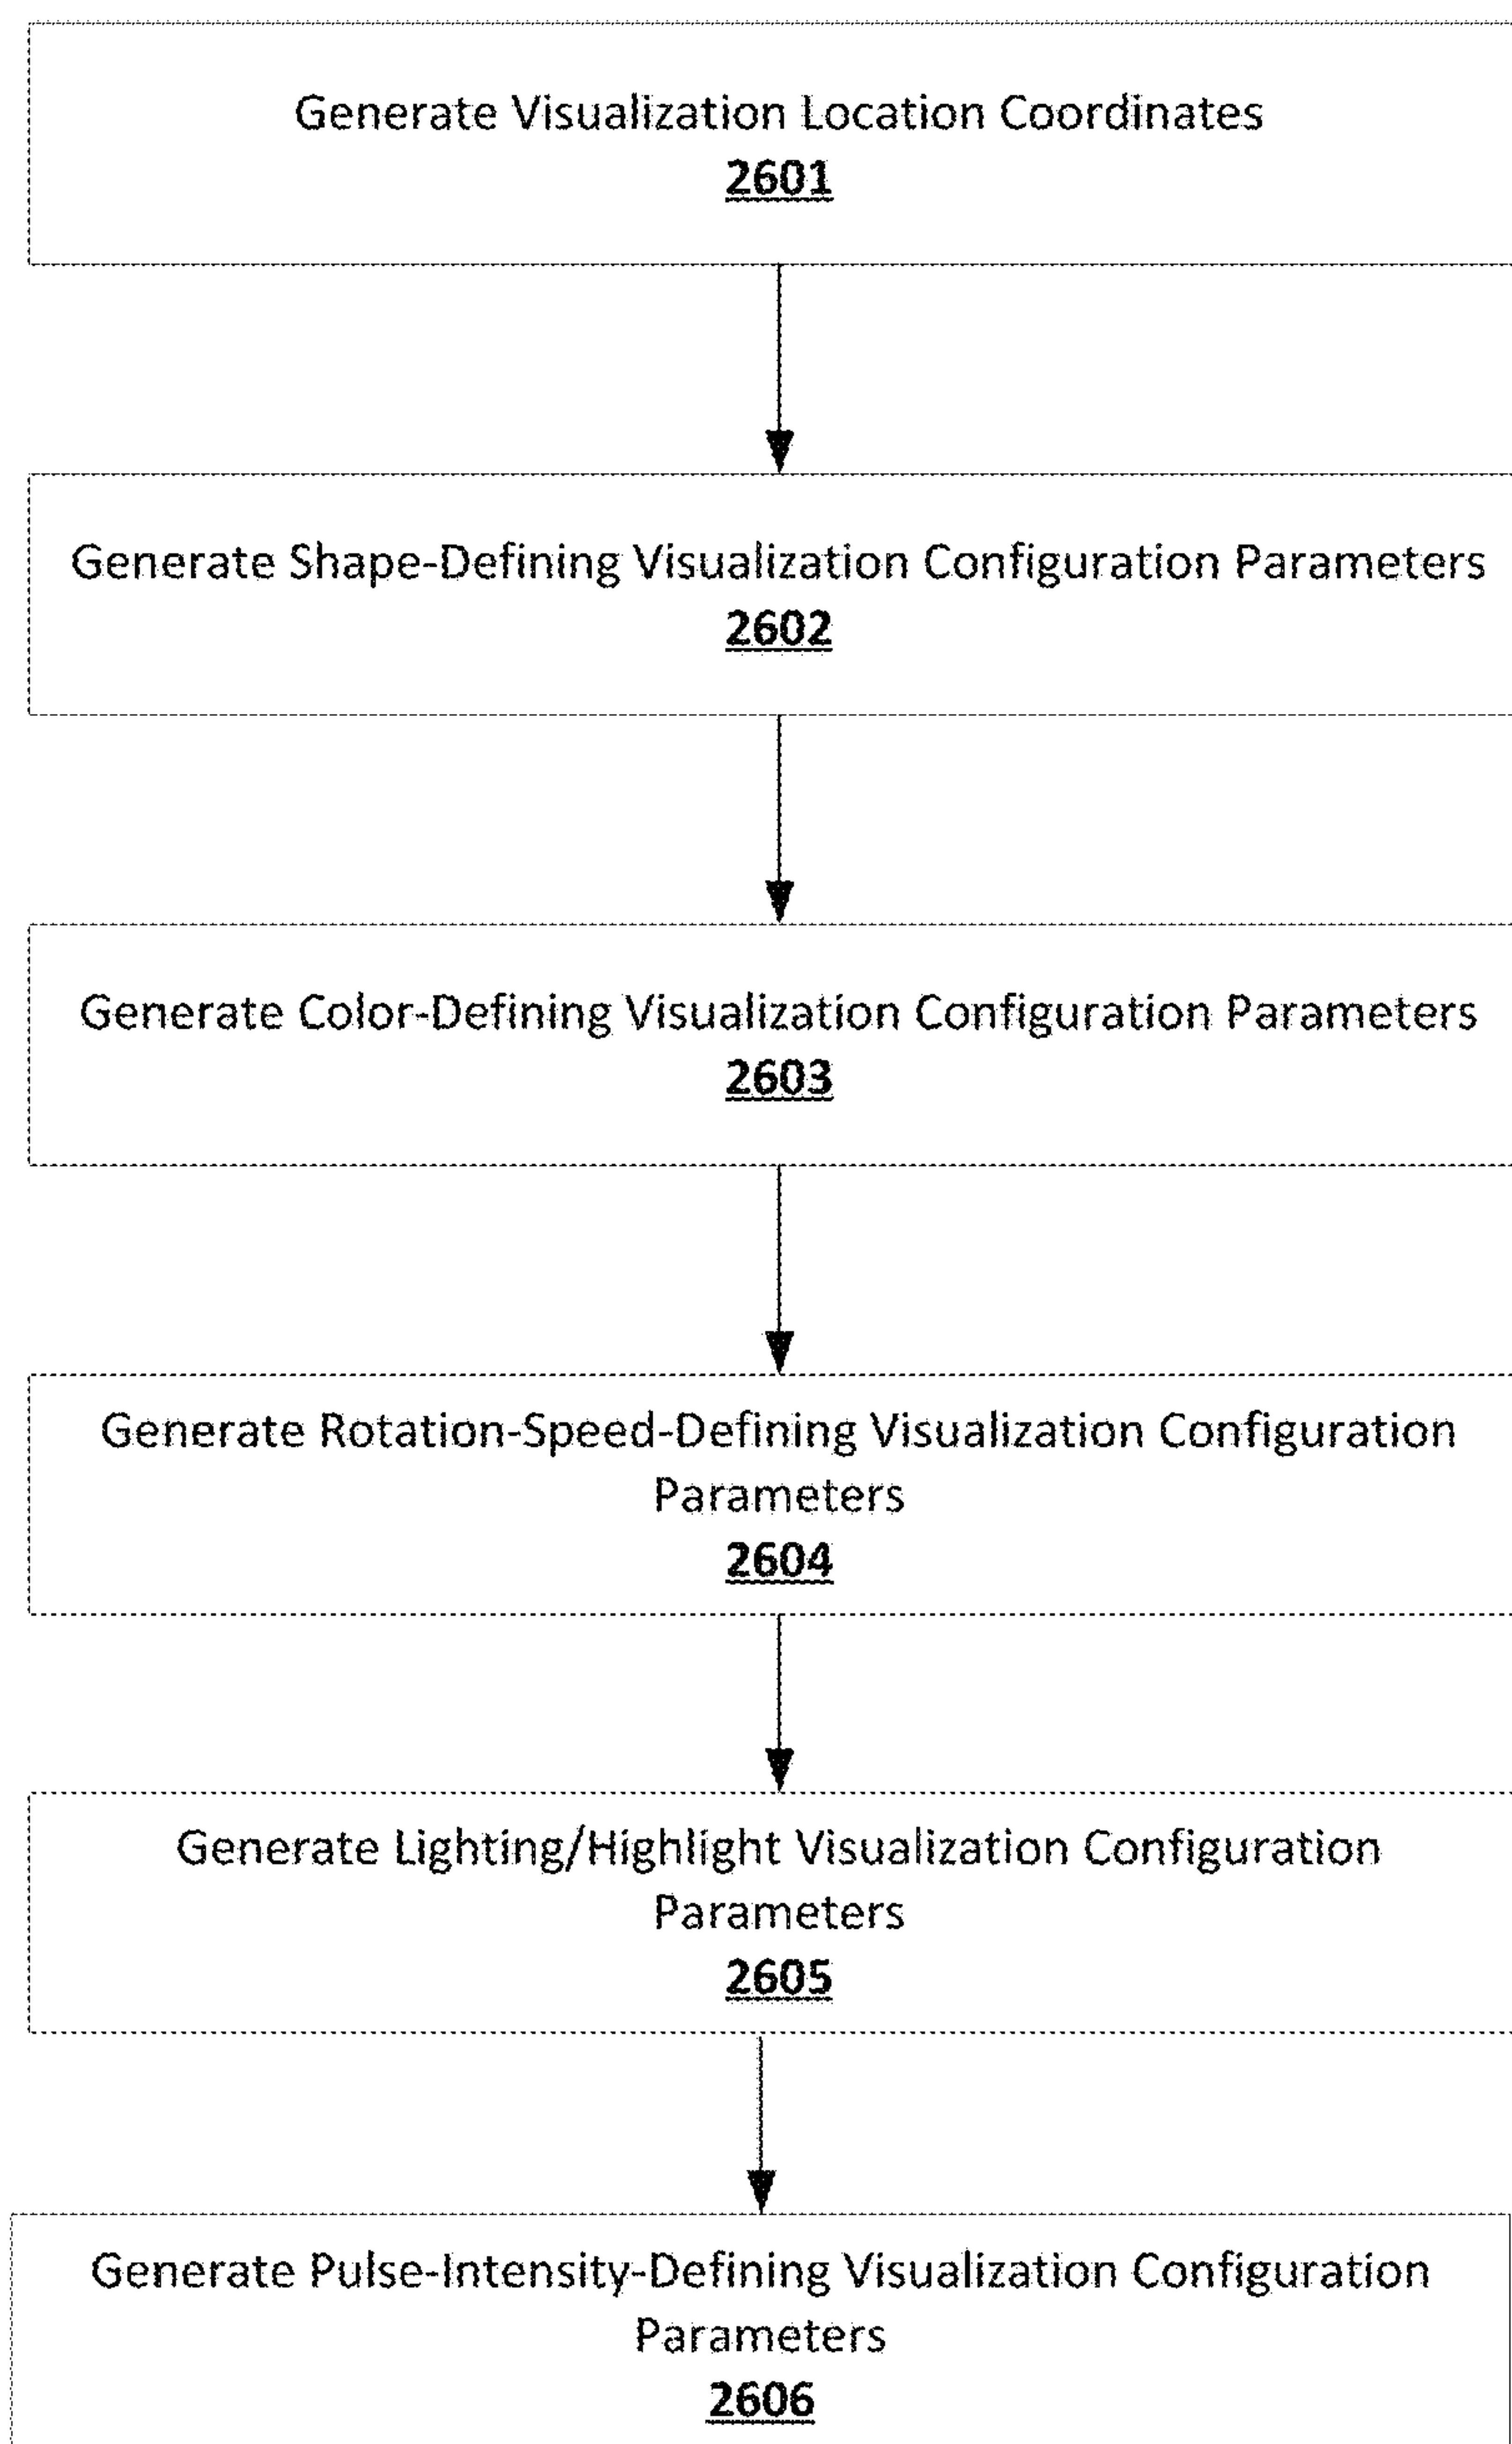 Generate Visualization Location Coordinates
2601
Generate Shape-Defining Visualization Configuration Parameters
2602
Generate Color-Defining Visualization Configuration Parameters
2603
Generate Rotation-Speed-Defining Visualization Configuration
Parameters
2604
Generate Lighting/Highlight Visualization Configuration
Parameters
2605
Generate Pulse-Intensity-Defining Visualization Configuration
Parameters
2606